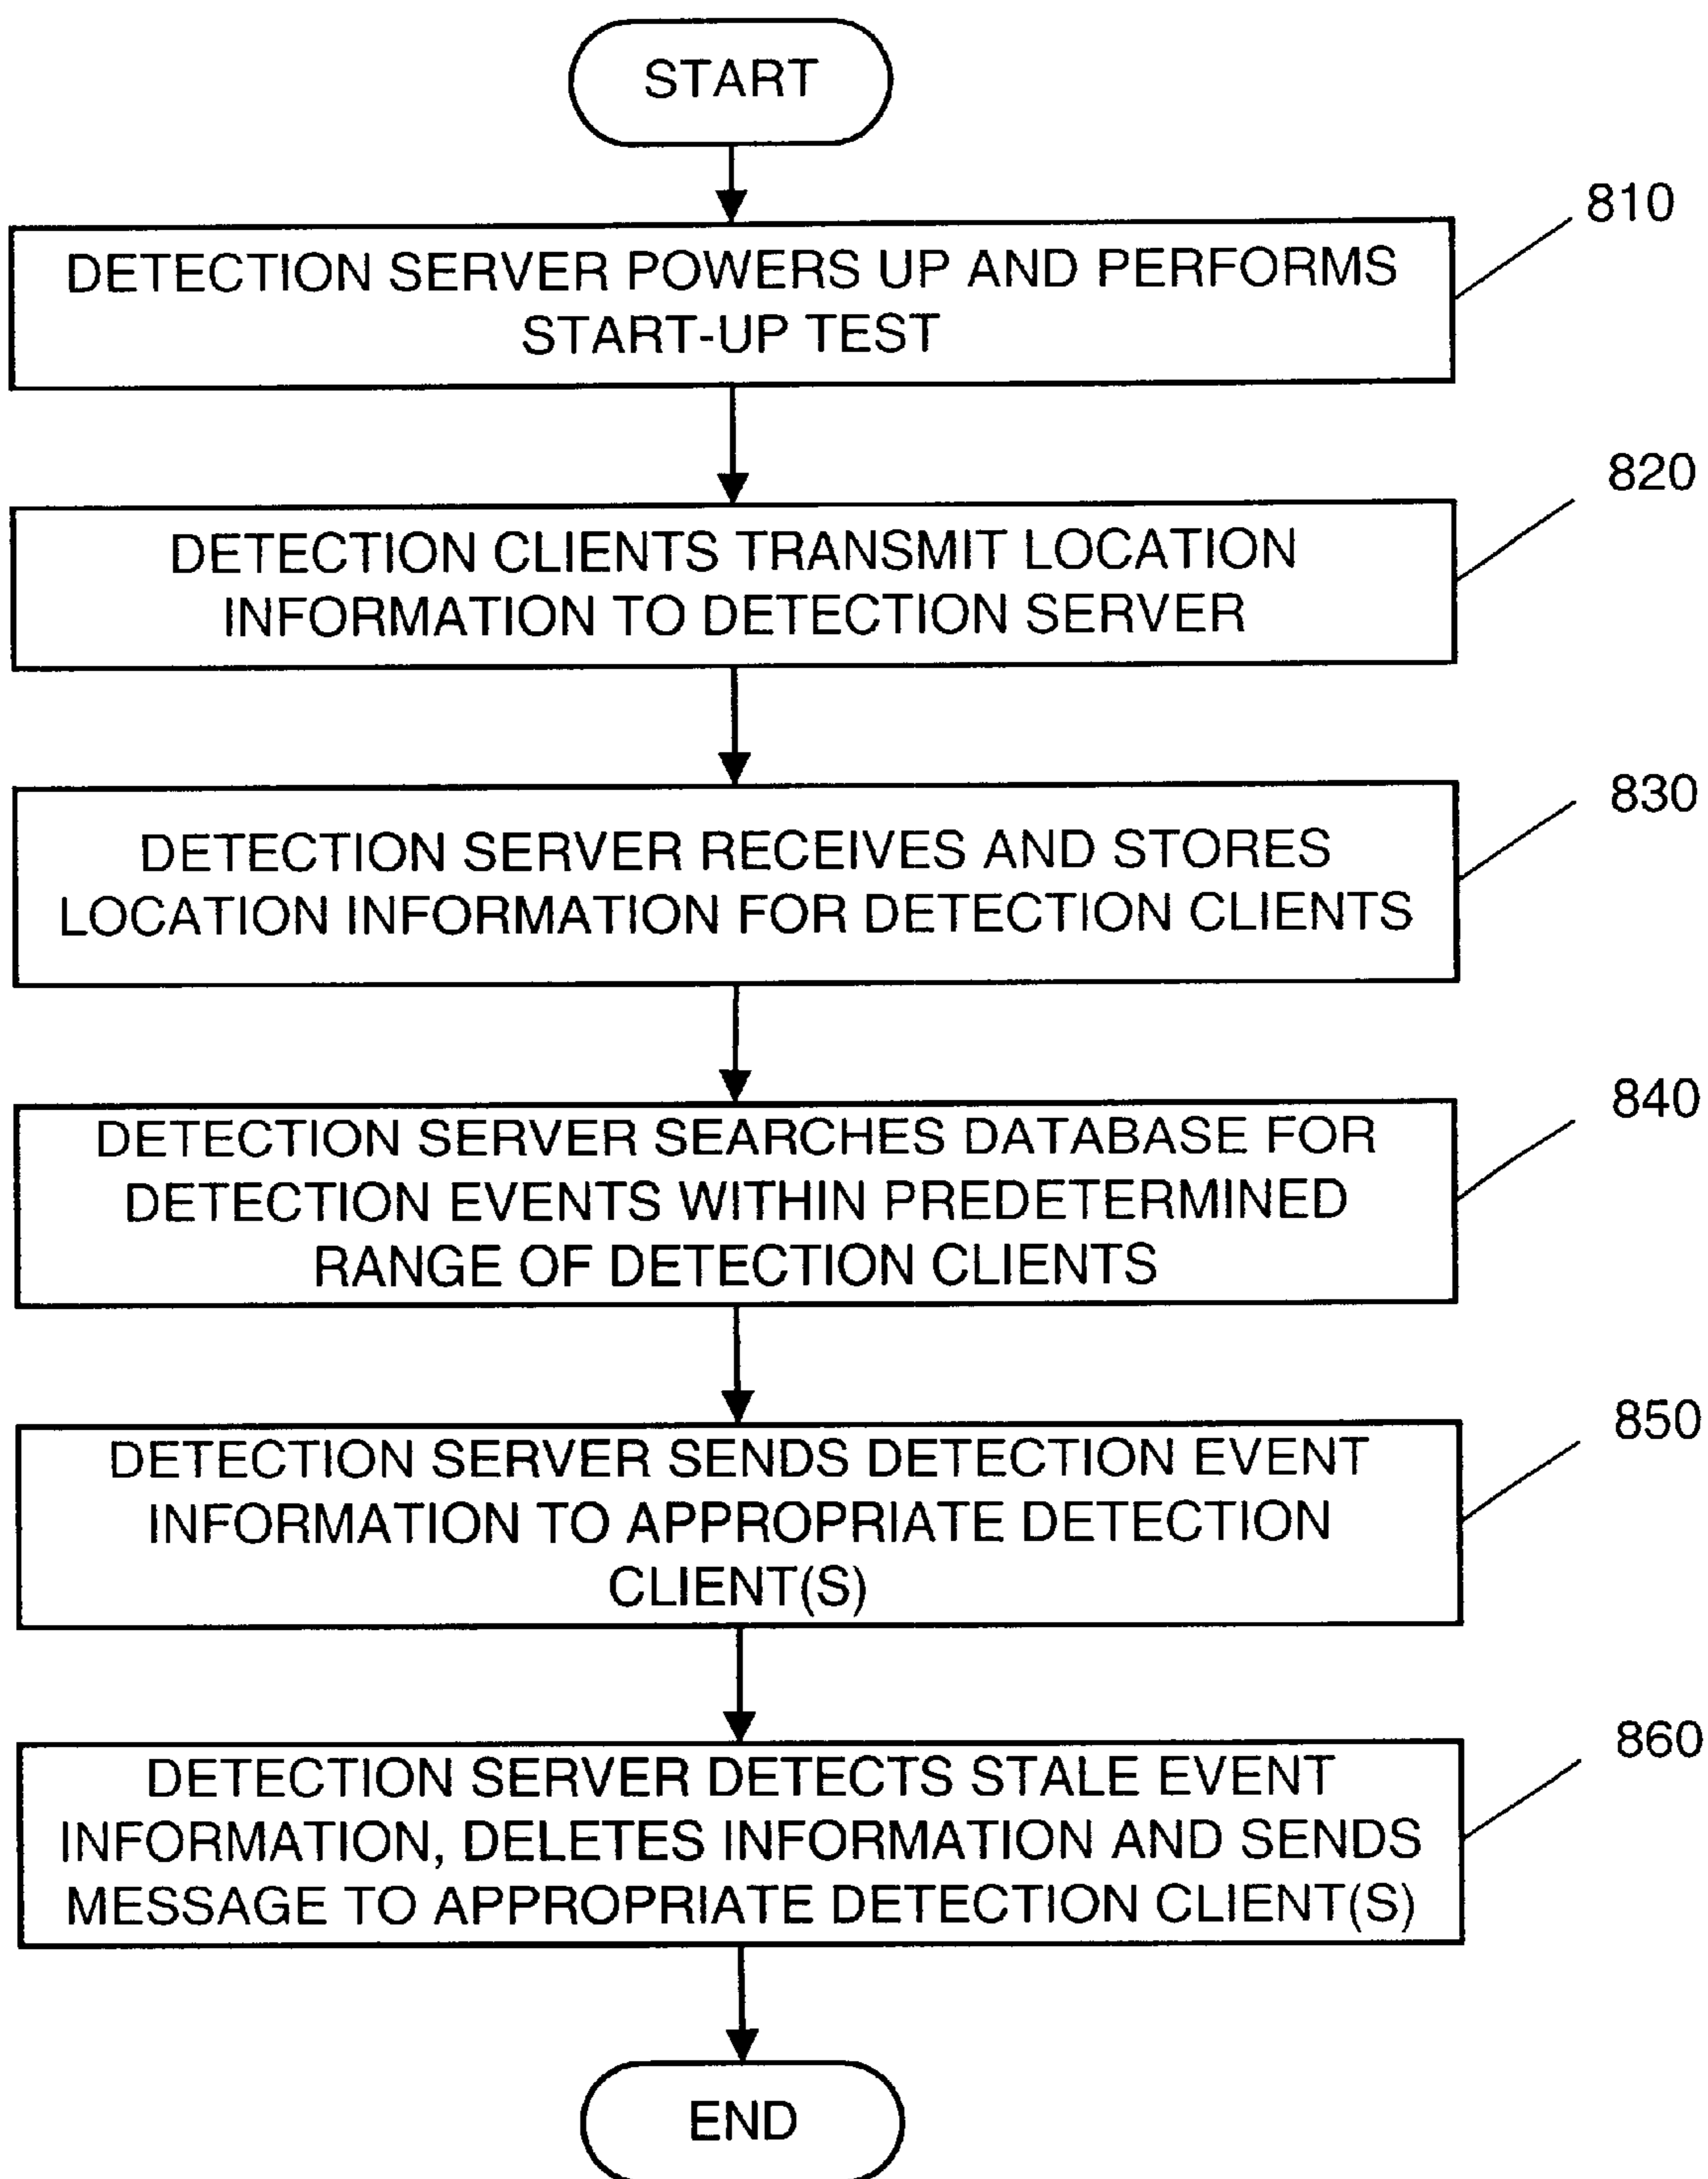 START
810
DETECTION SERVER POWERS UP AND PERFORMS
START-UP TEST
820
DETECTION CLIENTS TRANSMIT LOCATION
INFORMATION TO DETECTION SERVER
830
DETECTION SERVER RECEIVES AND STORES
LOCATION INFORMATION FOR DETECTION CLIENTS
840
DETECTION SERVER SEARCHES DATABASE FOR
DETECTION EVENTS WITHIN PREDETERMINED
RANGE OF DETECTION CLIENTS
850
DETECTION SERVER SENDS DETECTION EVENT
INFORMATION TO APPROPRIATE DETECTION
CLIENT(S)
860
DETECTION SERVER DETECTS STALE EVENT
INFORMATION, DELETES INFORMATION AND SENDS
MESSAGE TO APPROPRIATE DETECTION CLIENT(S)
END